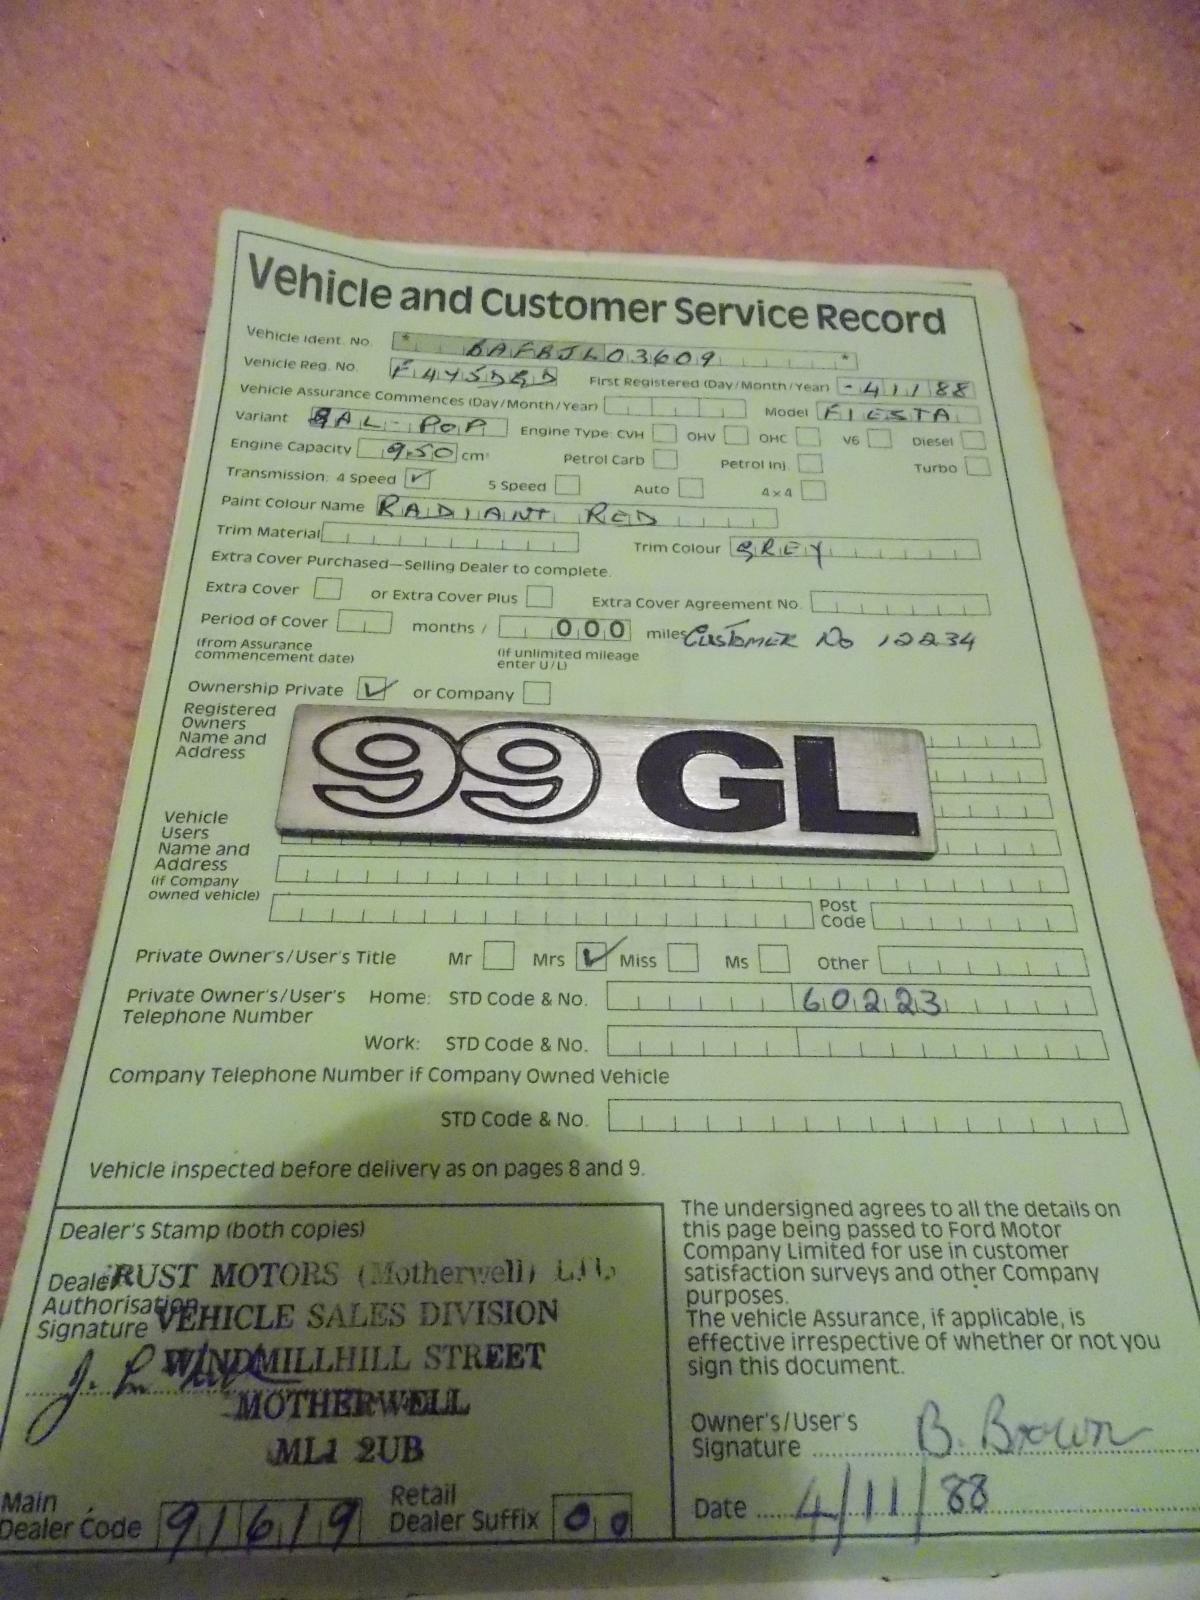 Vehicle and Customer Service Record
Vehicle Ident. No. * BAFBJL03609 *
Vehicle Reg. No. First Registered (Day/Month/Year) -4 11 88
Vehicle Assurance Commences (Day/Month/Year) Model FIESTA
Variant POP Engine Type: CVH OHV OHC V6 Diesel
Engine Capacity 950 cm³ Petrol Carb Petrol Inj Turbo
Transmission: 4 Speed ✓ 5 Speed Auto 4x4
Paint Colour Name RADIANT RED
Trim Material Trim Colour GREY
Extra Cover Purchased—Selling Dealer to complete.
Extra Cover or Extra Cover Plus Extra Cover Agreement No.
Period of Cover months / 000 miles CUSTOMER No 12234
(from Assurance commencement date) (If unlimited mileage enter U/L)
Ownership Private ✓ or Company
Registered
Owners
Name and
Address
99 GL
Vehicle
Users
Name and
Address
(If Company
owned vehicle)
Post
Code
Private Owner's/User's Title Mr Mrs ✓ Miss Ms Other
Private Owner's/User's Home: STD Code & No. 60223
Telephone Number
Work: STD Code & No.
Company Telephone Number if Company Owned Vehicle
STD Code & No.
Vehicle inspected before delivery as on pages 8 and 9.
Dealer's Stamp (both copies)
Dealer
Authorisation
Signature
RUST MOTORS (Motherwell) LTD.
VEHICLE SALES DIVISION
WINDMILLHILL STREET
MOTHERWELL
ML1 2UB
Main
Dealer Code 91619
Retail
Dealer Suffix 00
The undersigned agrees to all the details on
this page being passed to Ford Motor
Company Limited for use in customer
satisfaction surveys and other Company
purposes.
The vehicle Assurance, if applicable, is
effective irrespective of whether or not you
sign this document.
Owner's/User's
Signature B. Brown
Date 4/11/88